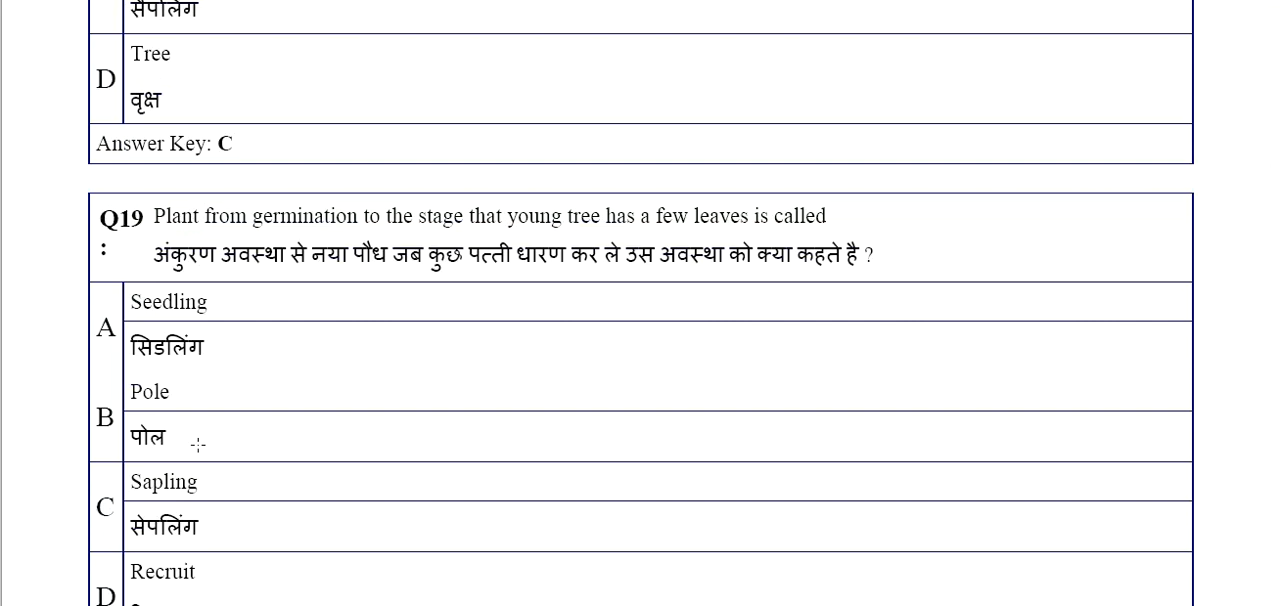 सैपलिंग
D
Tree
वृक्ष
Answer Key: C
Q19 Plant from germination to the stage that young tree has a few leaves is called
: अंकुरण अवस्था से नया पौध जब कुछ पत्ती धारण कर ले उस अवस्था को क्या कहते है ?
A
Seedling
सिडलिंग
B
Pole
पोल
C
Sapling
सेपलिंग
D
Recruit